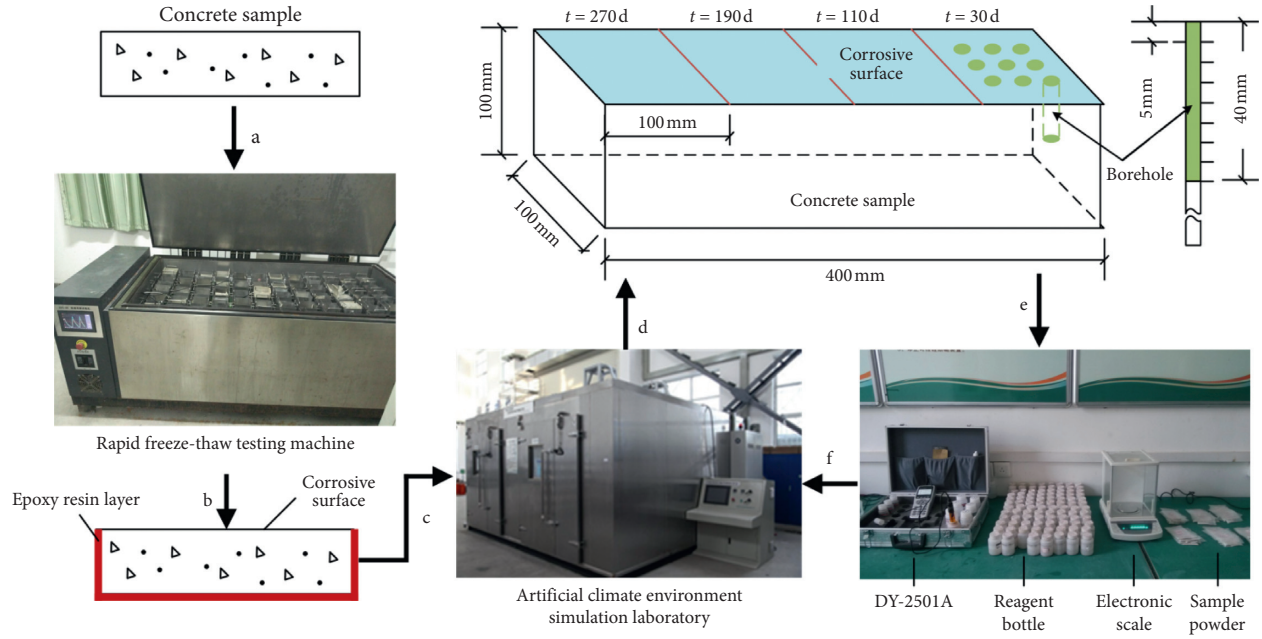 Concrete sample
a
Rapid freeze-thaw testing machine
b
Epoxy resin layer
Corrosive
surface
c
t = 270 d
t = 190 d
t = 110 d
t = 30 d
Corrosive
surface
100 mm
100 mm
100 mm
Concrete sample
400 mm
Borehole
5 mm
40 mm
d
e
f
Artificial climate environment
simulation laboratory
DY-2501A
Reagent
bottle
Electronic
scale
Sample
powder